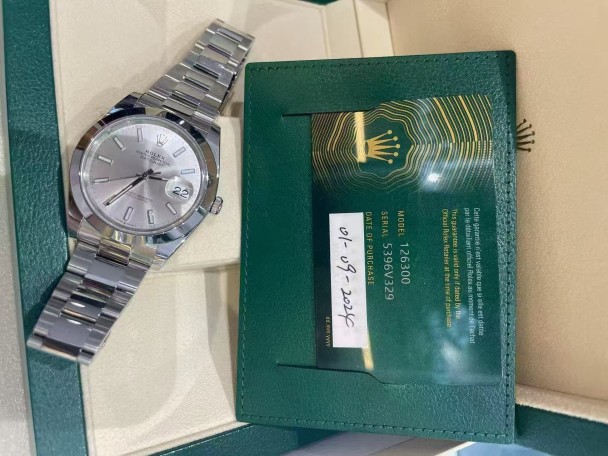 ROLEX
22
Cette garantie n'est valable que si elle est datée
par le détaillant officiel Rolex au moment de l'achat
This guarantee is valid only if dated by the
Official Rolex Retailer at the time of purchase
MODEL 126300
SERIAL 5396V329
DATE OF PURCHASE
01-09-2024